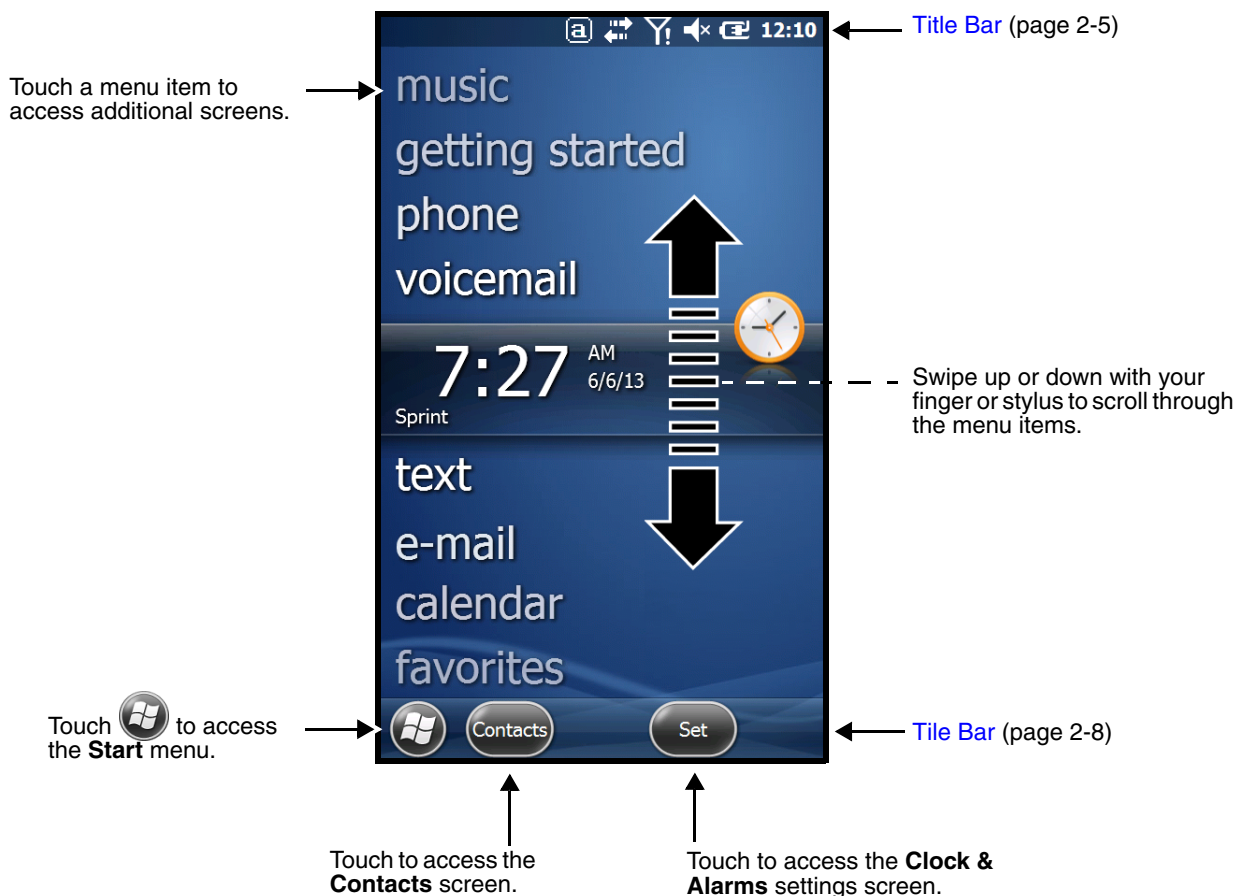 a 12:10
Title Bar (page 2-5)
Touch a menu item to
access additional screens.
music
getting started
phone
voicemail
7:27 AM
6/6/13
Sprint
Swipe up or down with your
finger or stylus to scroll through
the menu items.
text
e-mail
calendar
favorites
Touch to access
the Start menu.
Contacts
Set
Tile Bar (page 2-8)
Touch to access the
Contacts screen.
Touch to access the Clock &
Alarms settings screen.